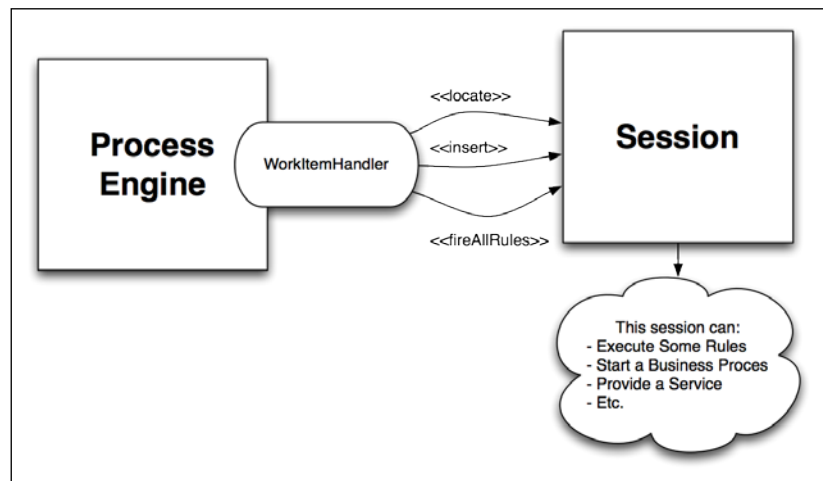 Process
Engine
WorkItemHandler
<<locate>>
<<insert>>
<<fireAllRules>>
Session
This session can:
- Execute Some Rules
- Start a Business Proces
- Provide a Service
- Etc.